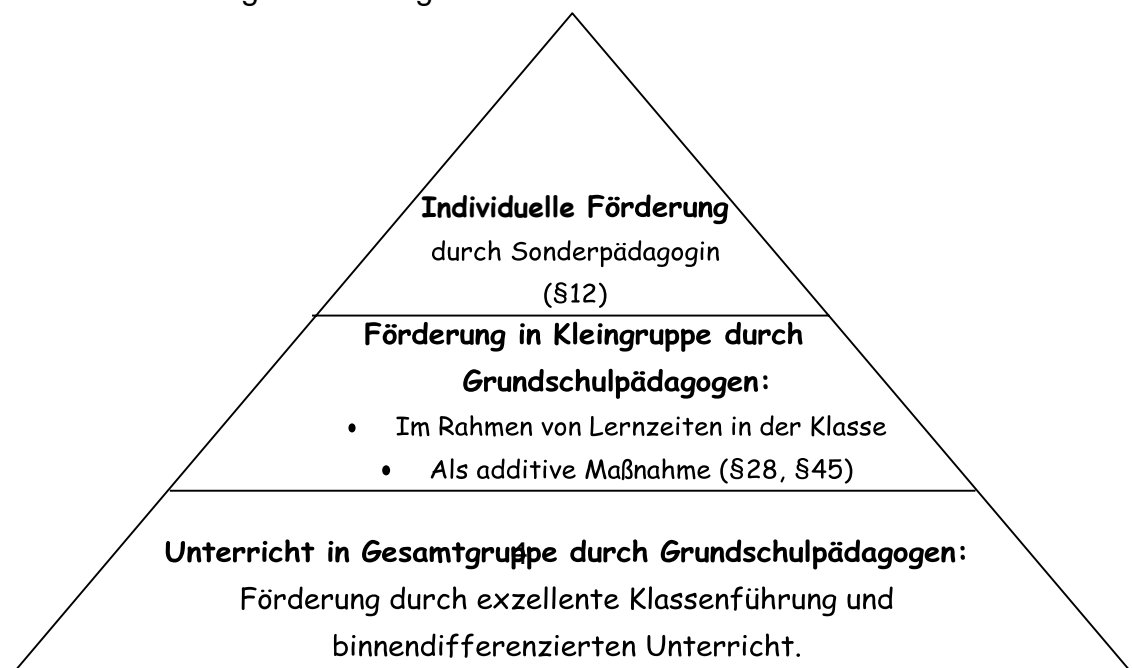 Individuelle Förderung
durch Sonderpädagogin
(§12)
Förderung in Kleingruppe durch
Grundschulpädagogen:
• Im Rahmen von Lernzeiten in der Klasse
• Als additive Maßnahme (§28, §45)
Unterricht in Gesamtgruppe durch Grundschulpädagogen:
Förderung durch exzellente Klassenführung und
binnendifferenzierten Unterricht.